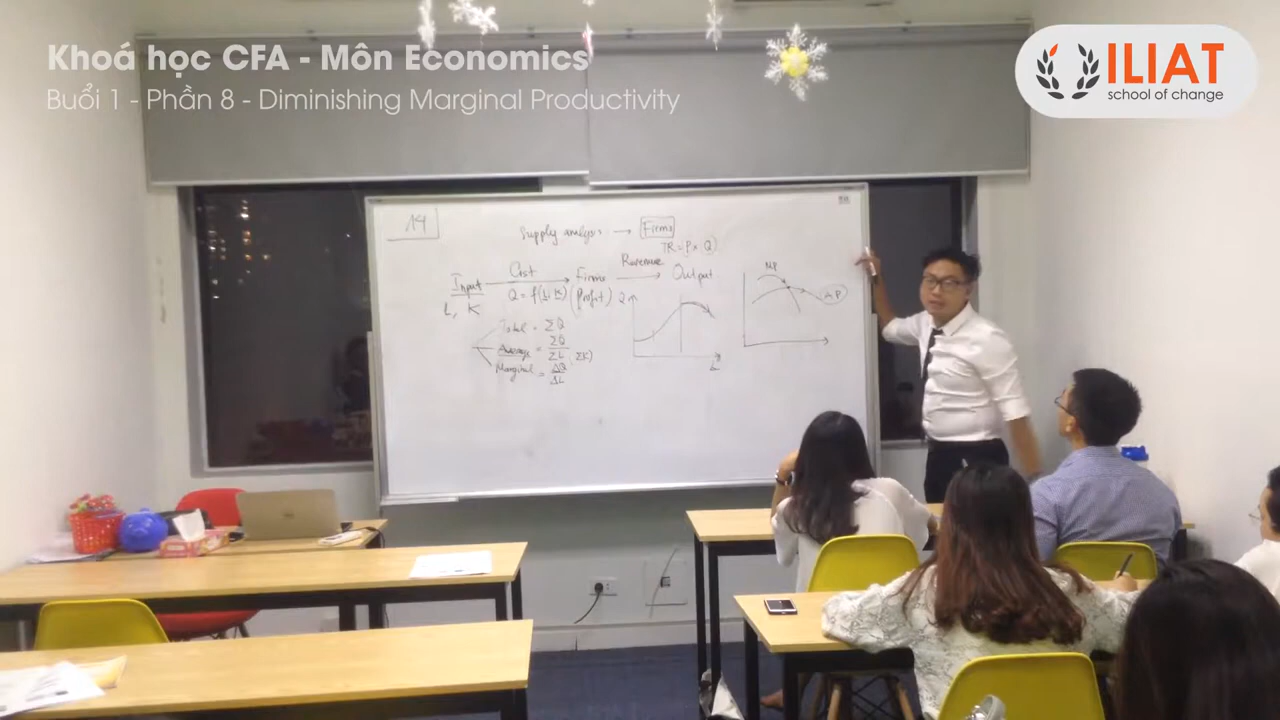 Khoá học CFA - Môn Economics
Buổi 1 - Phần 8 - Diminishing Marginal Productivity
ILIAT
school of change
14
Supply analysis → Firms
TR = P x Q
Input Cost Firms Revenue Output
L, K Q = f(L, K) (Profit)
Total = ΣQ
Average = ΣQ / ΣL (ΣK)
Marginal = ΔQ / ΔL
Q
L
MP
AP